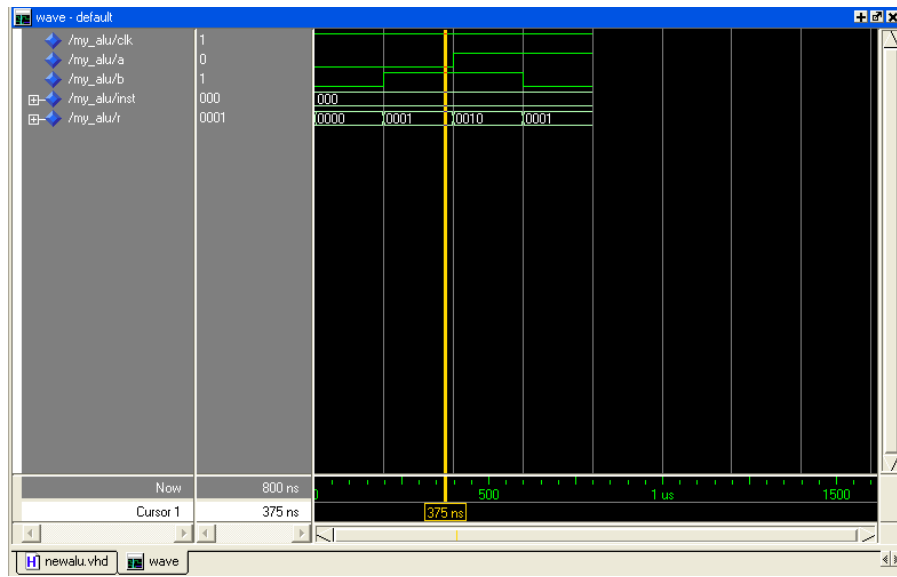 wave - default
/my_alu/clk 1
/my_alu/a 0
/my_alu/b 1
/my_alu/inst 000 000
/my_alu/r 0001 0000 0001 0010 0001
Now 800 ns 500 1 us 1500
Cursor 1 375 ns 375 ns
newalu.vhd wave